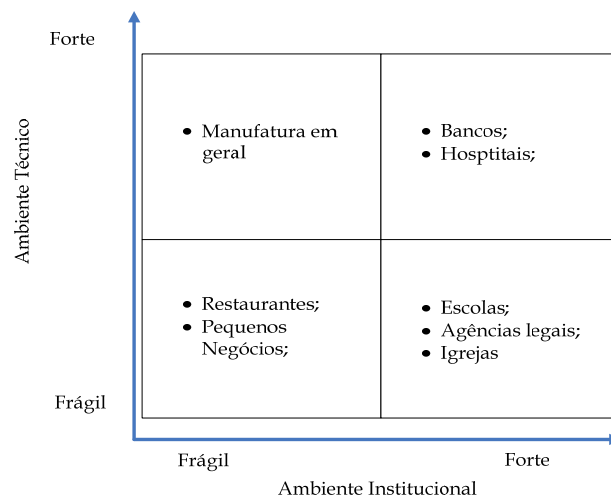 Forte
Ambiente Técnico
• Manufatura em
geral
• Bancos;
• Hosptitais;
• Restaurantes;
• Pequenos
Negócios;
• Escolas;
• Agências legais;
• Igrejas
Frágil
Frágil
Forte
Ambiente Institucional